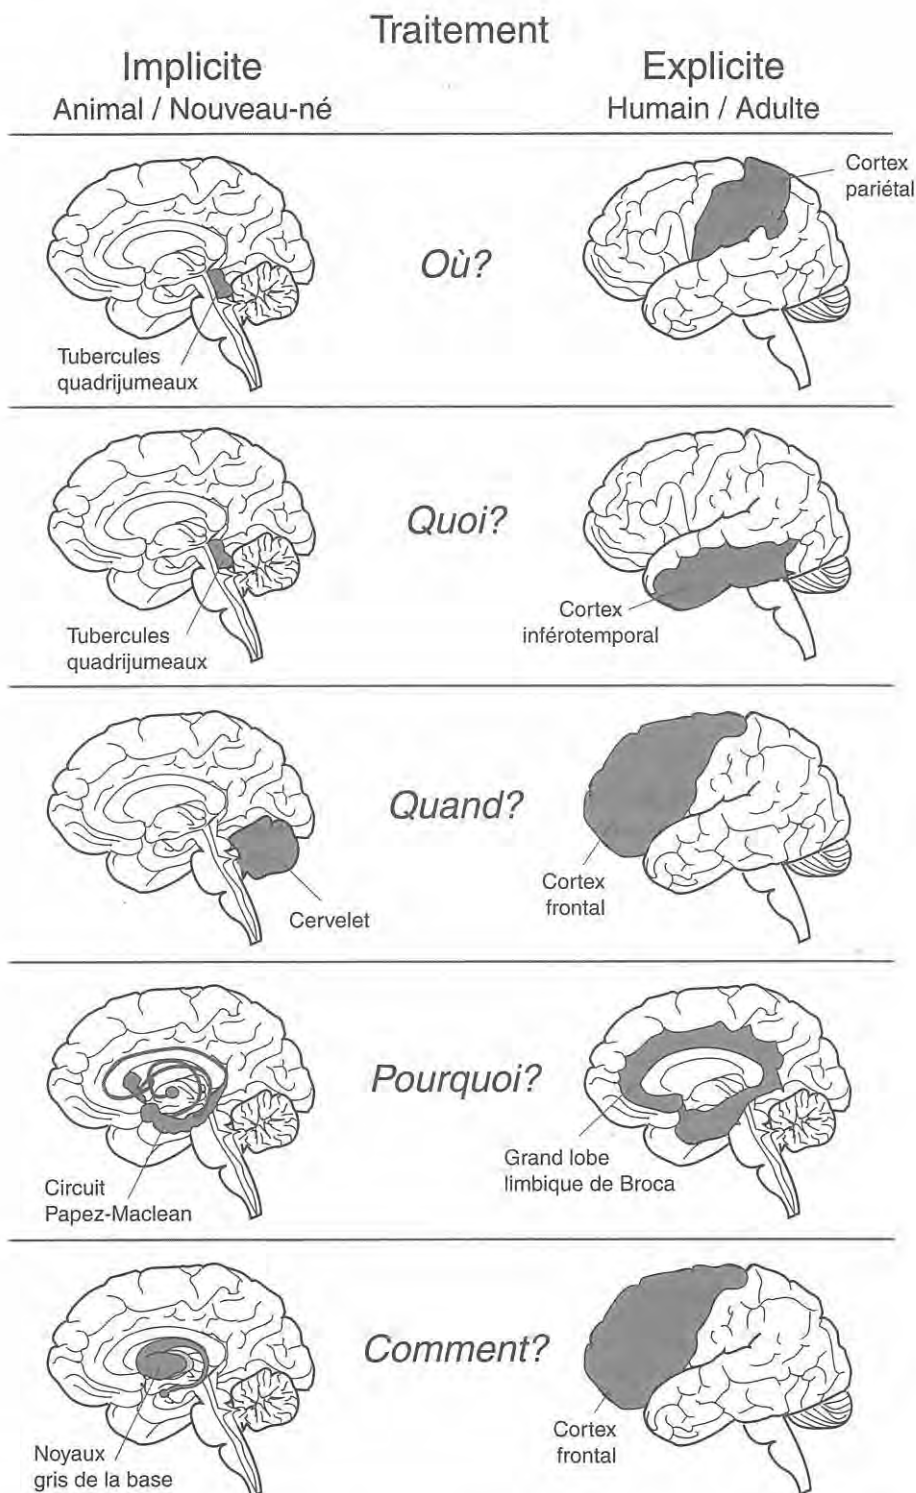 Traitement
Implicite
Explicite
Animal / Nouveau-né
Humain / Adulte
Cortex
pariétal
Où?
Tubercules
quadrijumeaux
Quoi?
Cortex
inférotemporal
Tubercules
quadrijumeaux
Quand?
Cortex
frontal
Cervelet
Pourquoi?
Grand lobe
limbique de Broca
Circuit
Papez-Maclean
Comment?
Cortex
frontal
Noyaux
gris de la base